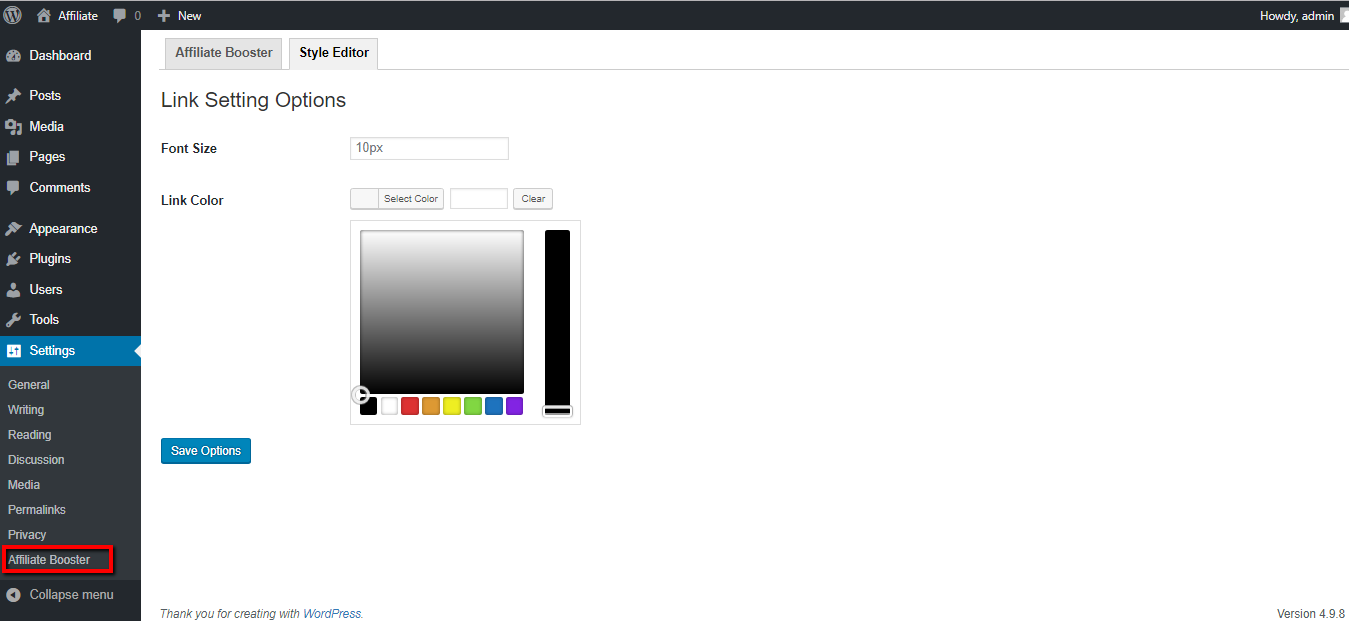 Affiliate
0
New
Howdy, admin
Dashboard
Posts
Media
Pages
Comments
Appearance
Plugins
Users
Tools
Settings
General
Writing
Reading
Discussion
Media
Permalinks
Privacy
Affiliate Booster
Collapse menu
Affiliate Booster
Style Editor
Link Setting Options
Font Size
10px
Link Color
Select Color
Clear
Save Options
Thank you for creating with WordPress.
Version 4.9.8